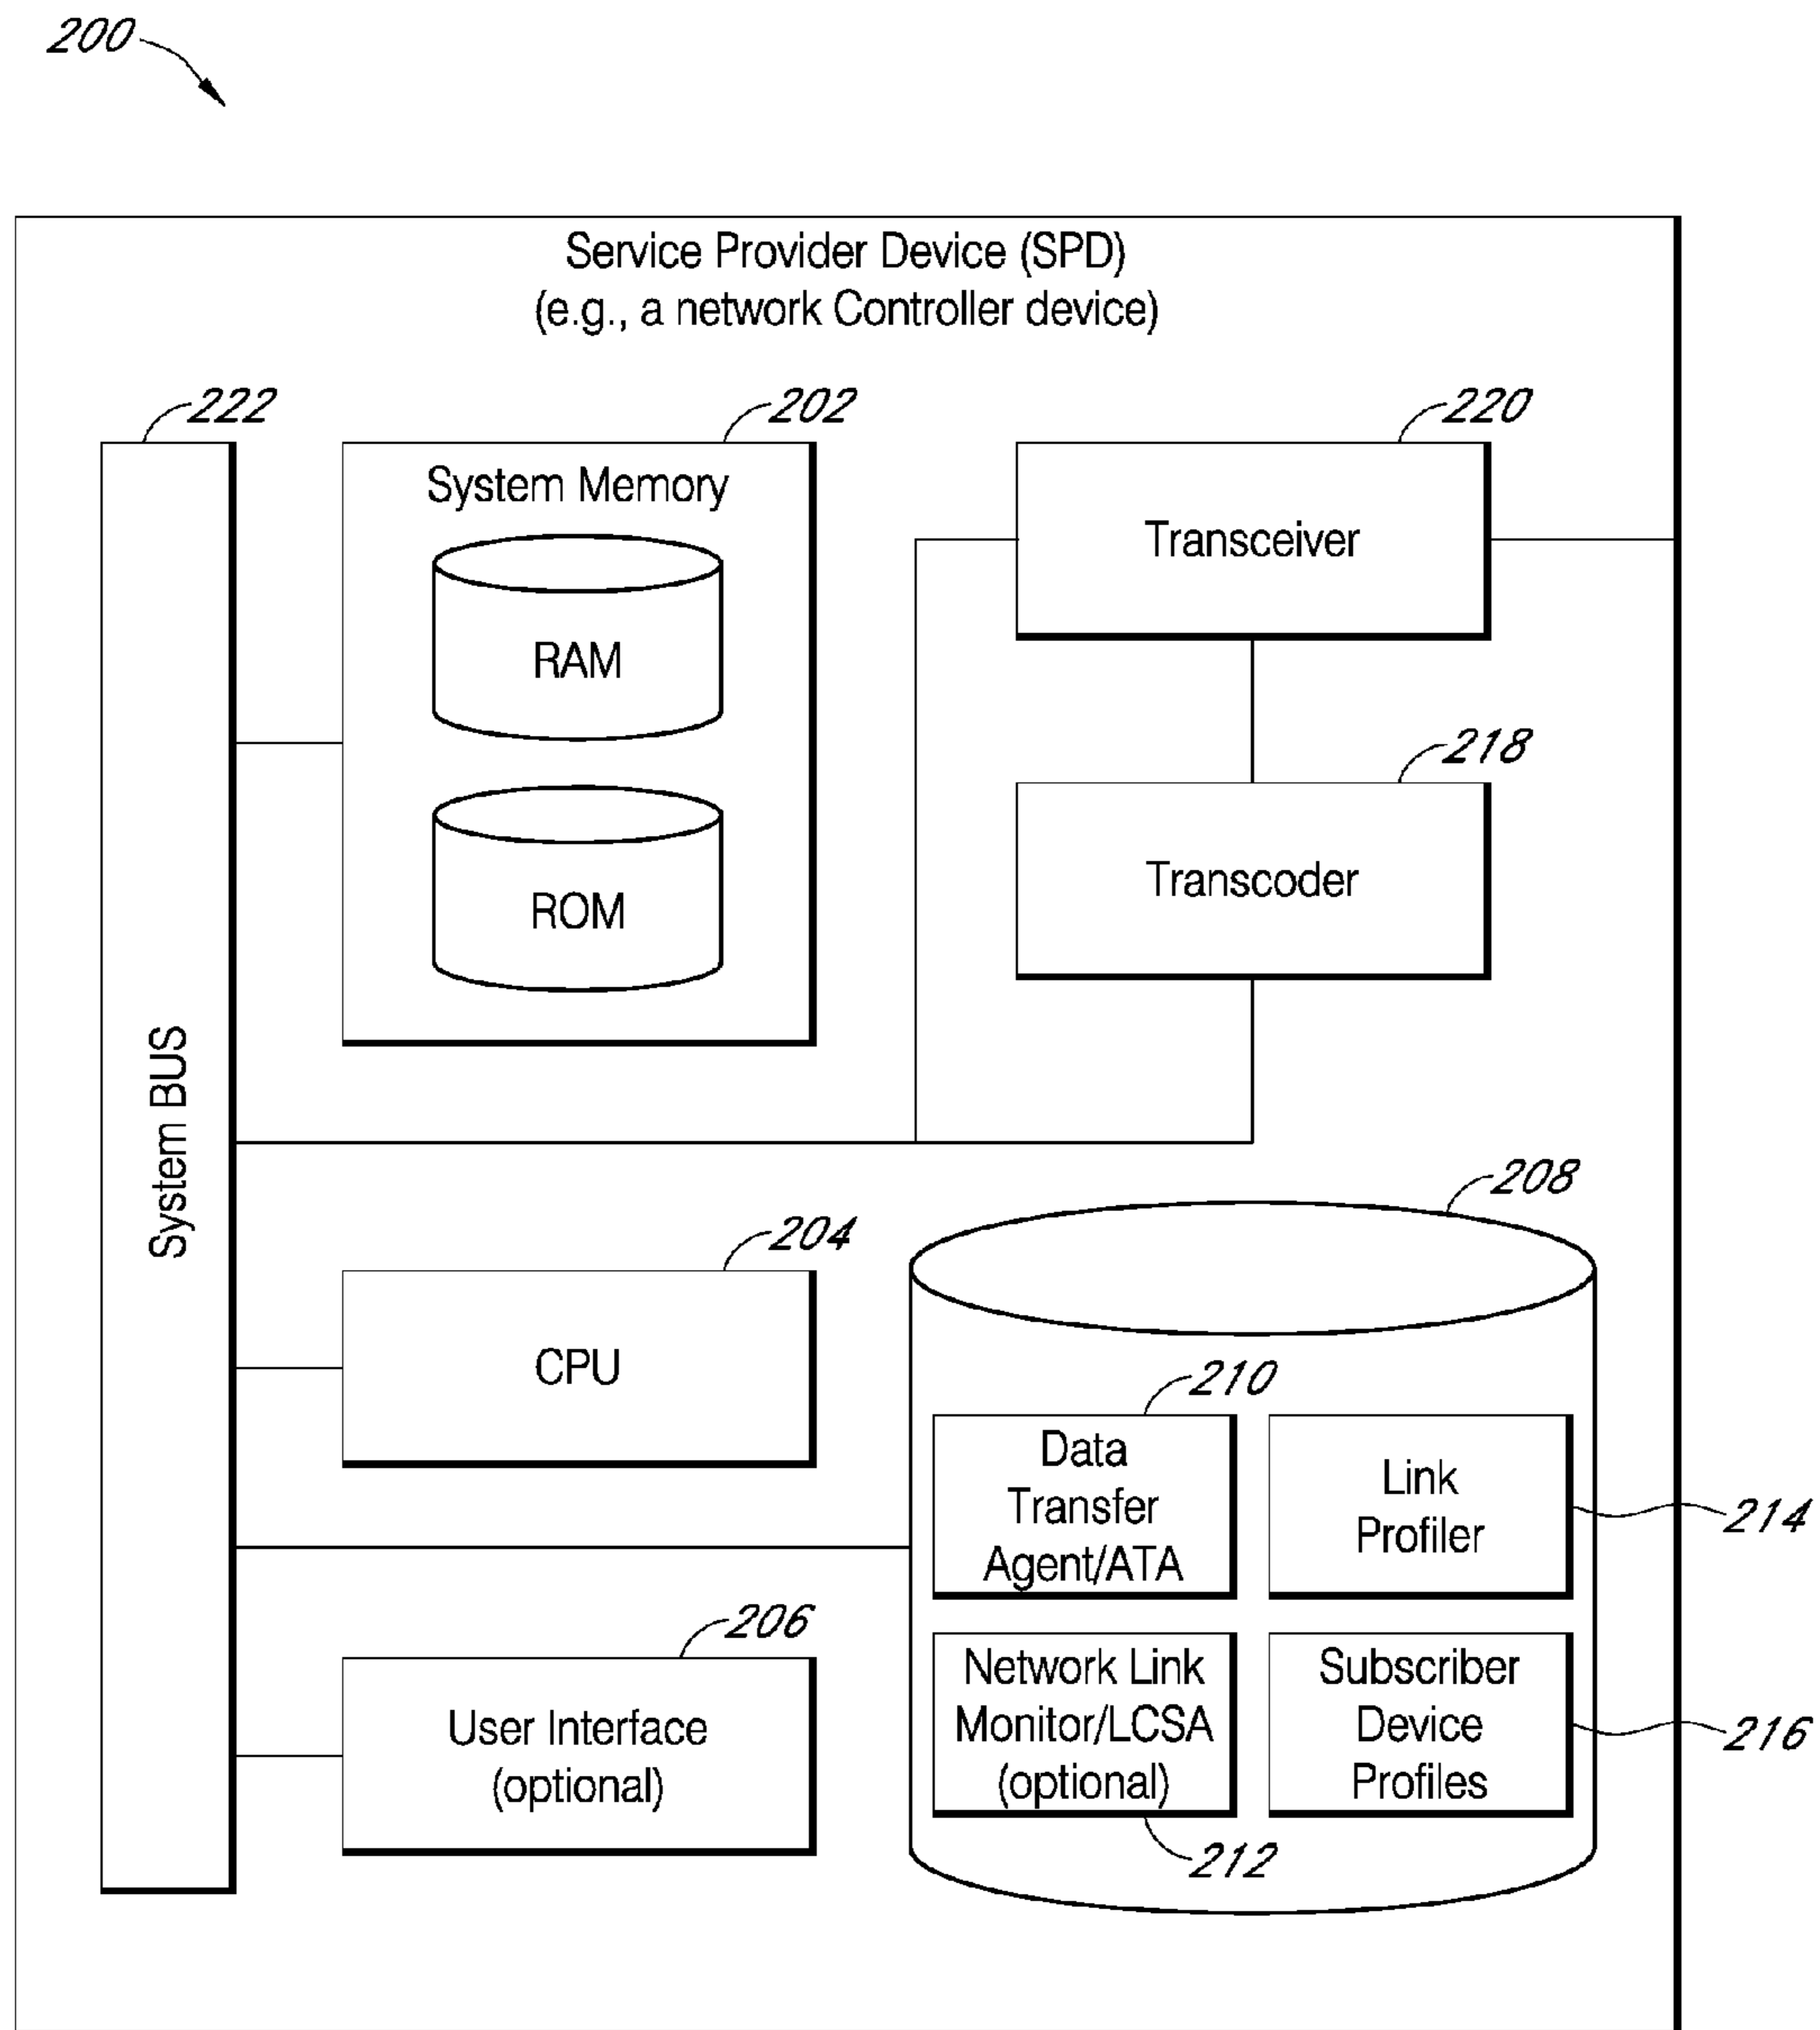 200
Service Provider Device (SPD)
(e.g., a network Controller device)
222
202
220
System Memory
RAM
ROM
Transceiver
218
Transcoder
System BUS
208
204
CPU
210
Data
Transfer
Agent/ATA
Link
Profiler
214
206
User Interface
(optional)
Network Link
Monitor/LCSA
(optional)
212
Subscriber
Device
Profiles
216